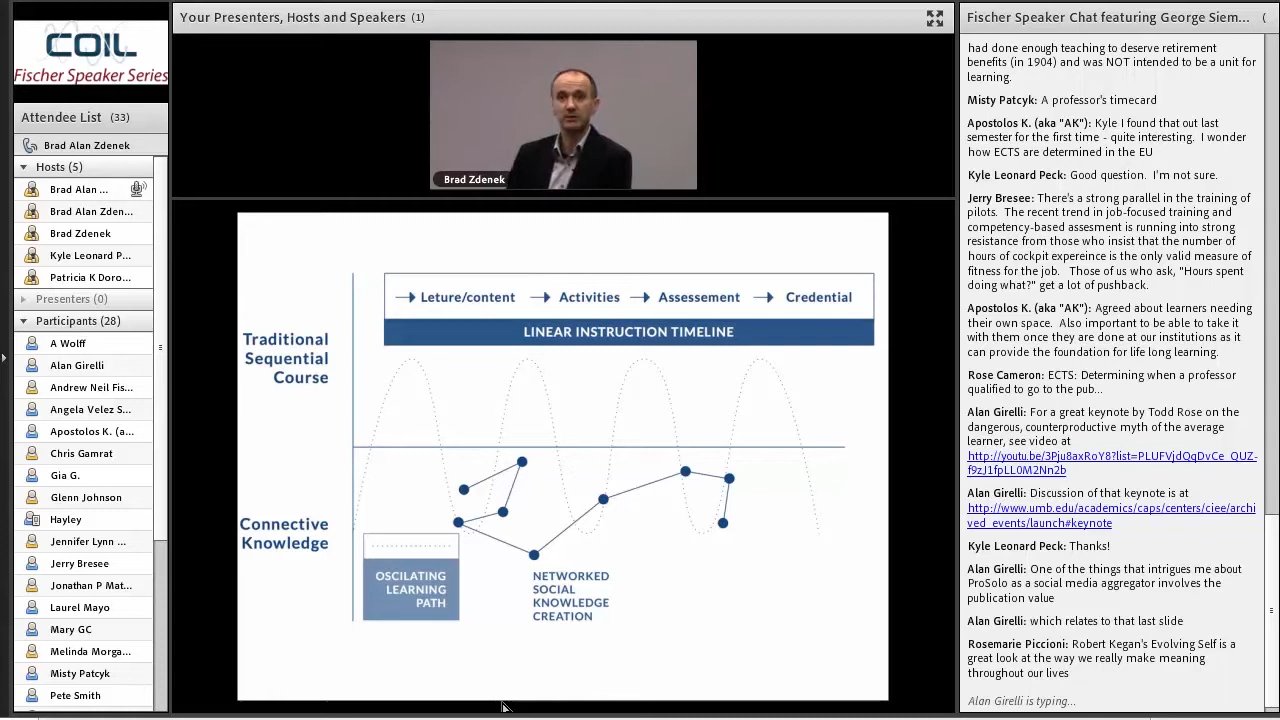 COIL
Fischer Speaker Series
Attendee List (33)
Brad Alan Zdenek
Hosts (5)
Brad Alan ...
Brad Alan Zden...
Brad Zdenek
Kyle Leonard P...
Patricia K Doro...
Presenters (0)
Participants (28)
A Wolff
Alan Girelli
Andrew Neil Fis...
Angela Velez S...
Apostolos K. (a...
Chris Gamrat
Gia G.
Glenn Johnson
Hayley
Jennifer Lynn ...
Jerry Bresee
Jonathan P Mat...
Laurel Mayo
Mary GC
Melinda Morga...
Misty Patcyk
Pete Smith
Your Presenters, Hosts and Speakers (1)
Brad Zdenek
Leture/content
Activities
Assessement
Credential
LINEAR INSTRUCTION TIMELINE
Traditional
Sequential
Course
Connective
Knowledge
OSCILATING
LEARNING
PATH
NETWORKED
SOCIAL
KNOWLEDGE
CREATION
Fischer Speaker Chat featuring George Siem... (
had done enough teaching to deserve retirement
benefits (in 1904) and was NOT intended to be a unit for
learning.
Misty Patcyk: A professor's timecard
Apostolos K. (aka "AK"): Kyle I found that out last
semester for the first time - quite interesting. I wonder
how ECTS are determined in the EU
Kyle Leonard Peck: Good question. I'm not sure.
Jerry Bresee: There's a strong parallel in the training of
pilots. The recent trend in job-focused training and
competency-based assesment is running into strong
resistance from those who insist that the number of
hours of cockpit expereince is the only valid measure of
fitness for the job. Those of us who ask, "Hours spent
doing what?" get a lot of pushback.
Apostolos K. (aka "AK"): Agreed about learners needing
their own space. Also important to be able to take it
with them once they are done at our institutions as it
can provide the foundation for life long learning.
Rose Cameron: ECTS: Determining when a professor
qualified to go to the pub...
Alan Girelli: For a great keynote by Todd Rose on the
dangerous, counterproductive myth of the average
learner, see video at
http://youtu.be/3Pju8axRoY8?list=PLUFVjdQqDvCe_QUZ-
f9zJ1fpLL0M2Nn2b
Alan Girelli: Discussion of that keynote is at
http://www.umb.edu/academics/caps/centers/ciee/archi
ved_events/launch#keynote
Kyle Leonard Peck: Thanks!
Alan Girelli: One of the things that intrigues me about
ProSolo as a social media aggregator involves the
publication value
Alan Girelli: which relates to that last slide
Rosemarie Piccioni: Robert Kegan's Evolving Self is a
great look at the way we really make meaning
throughout our lives
Alan Girelli is typing...